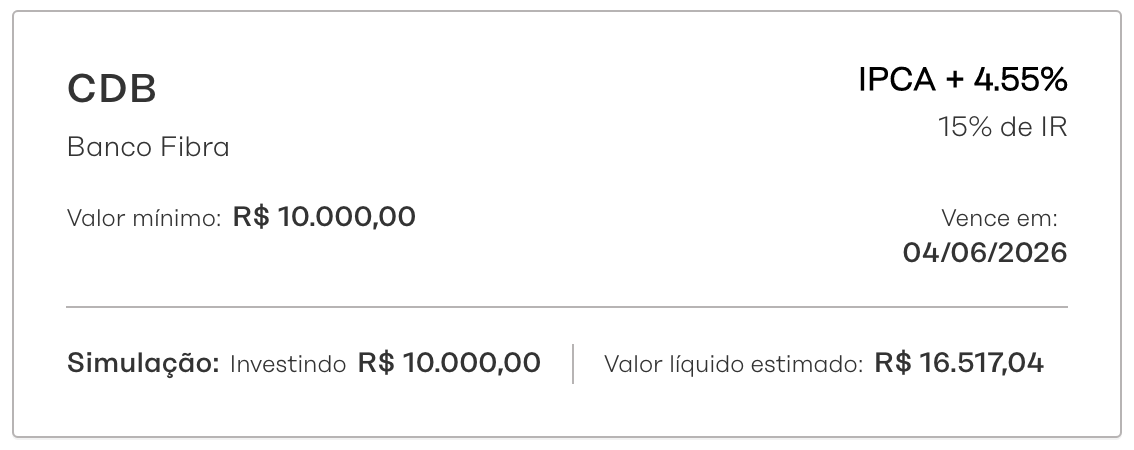 CDB
IPCA + 4.55%
Banco Fibra
15% de IR
Valor mínimo: R$ 10.000,00
Vence em:
04/06/2026
Simulação: Investindo R$ 10.000,00
Valor líquido estimado: R$ 16.517,04